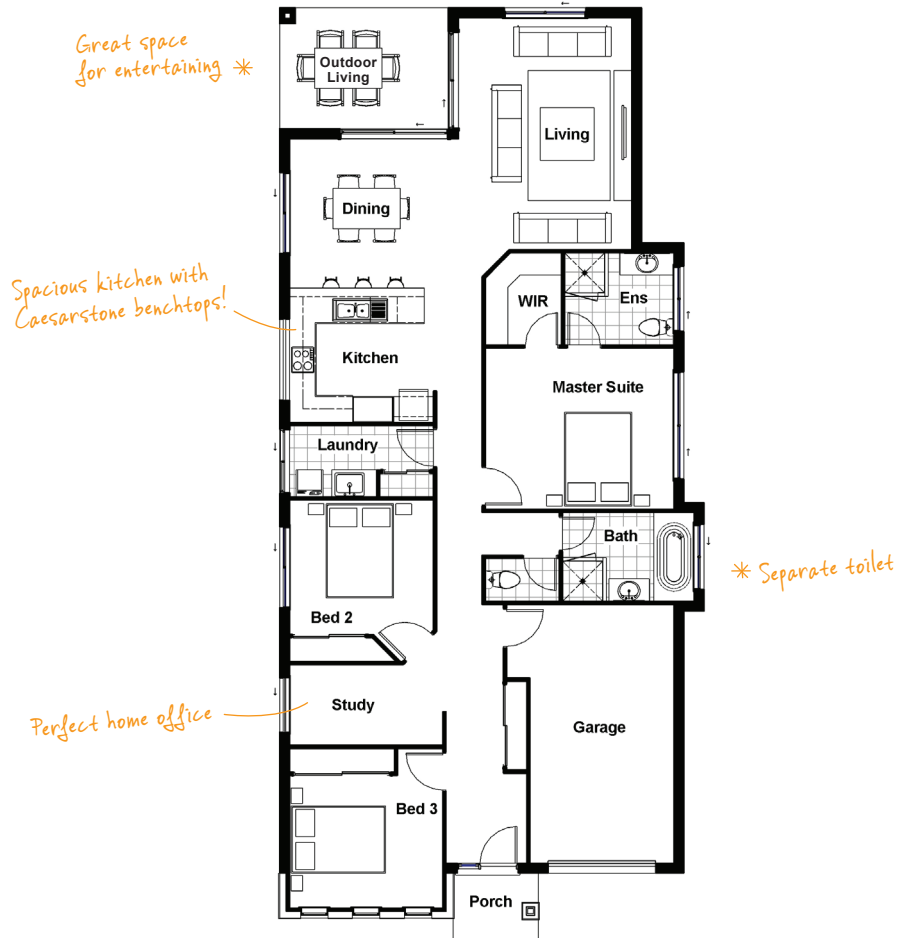 Great space
for entertaining *
Outdoor
Living
Living
Dining
Spacious kitchen with
Caesarstone benchtops!
WIR
Ens
Kitchen
Master Suite
Laundry
Bath
* Separate toilet
Bed 2
Perfect home office
Study
Garage
Bed 3
Porch